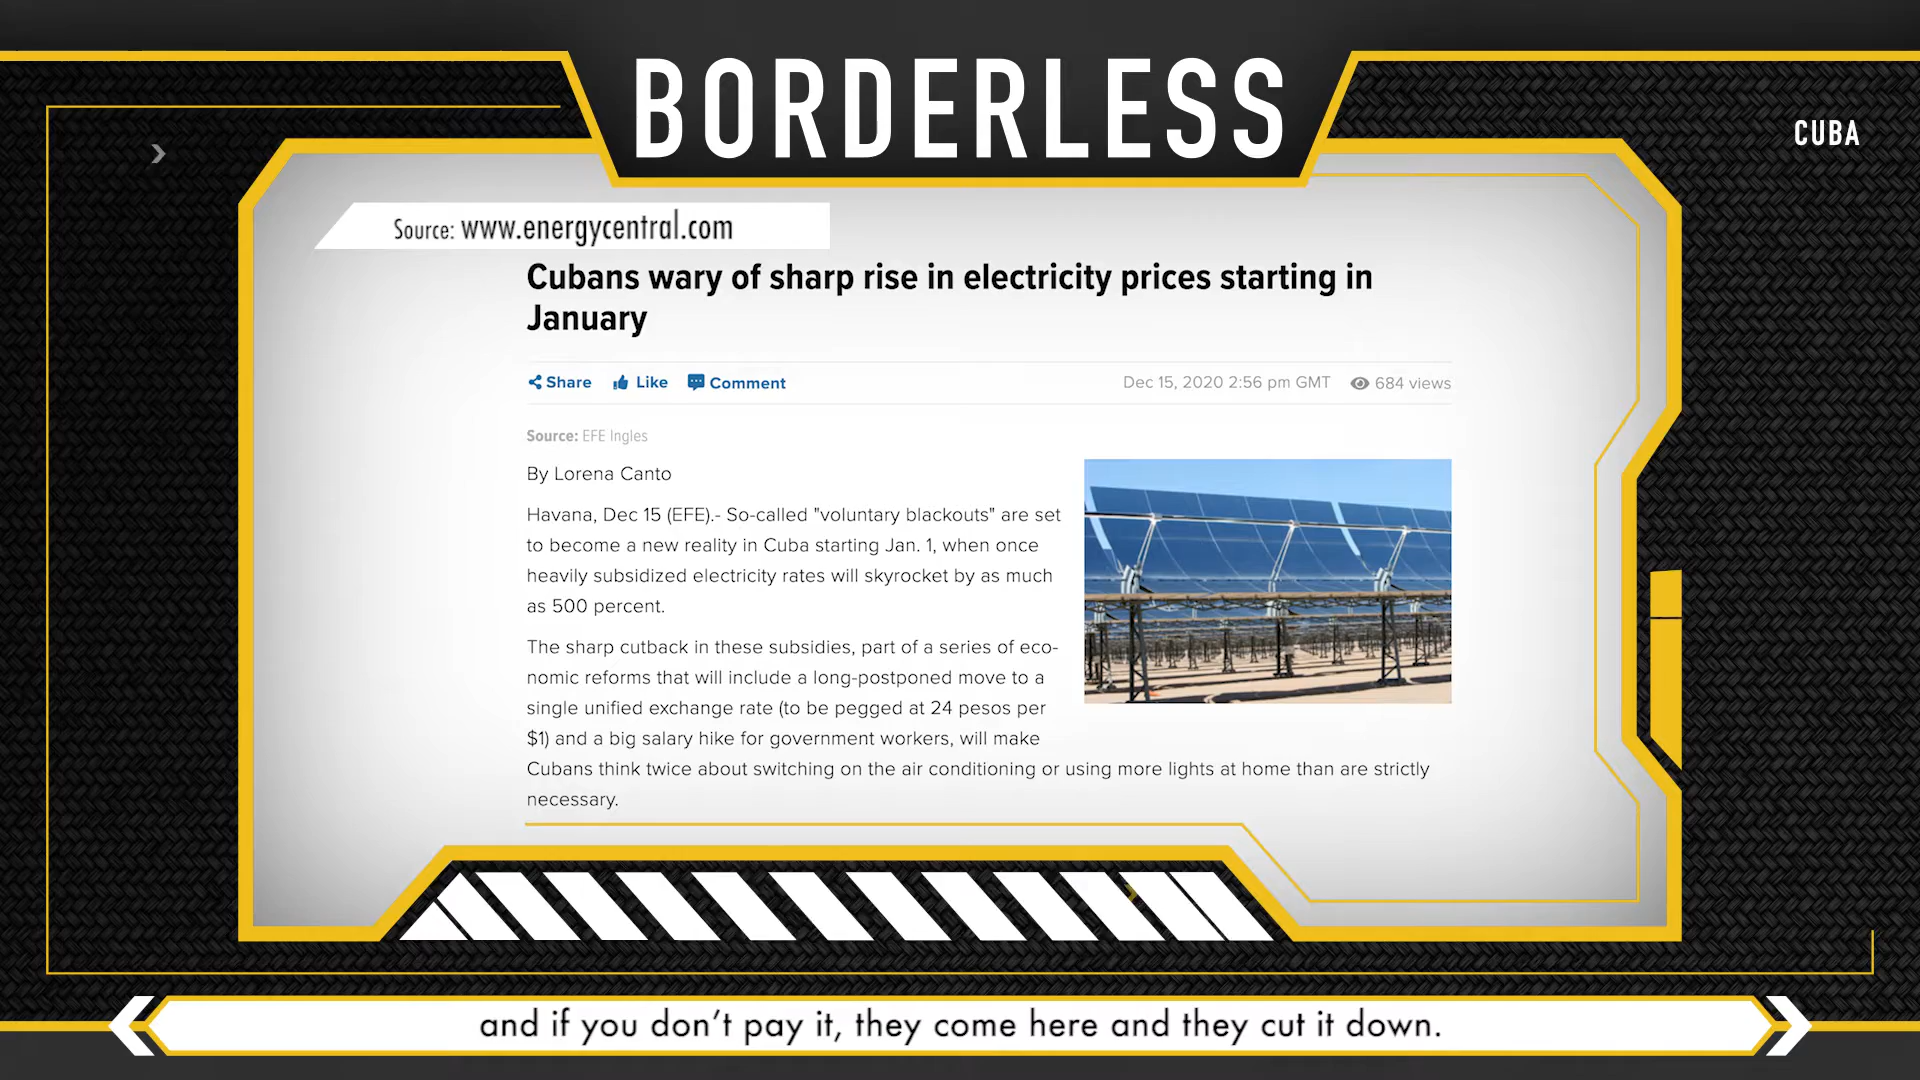 BORDERLESS
CUBA
Source: www.energycentral.com
Cubans wary of sharp rise in electricity prices starting in
January
Share Like Comment Dec 15, 2020 2:56 pm GMT 684 views
Source: EFE Ingles
By Lorena Canto
Havana, Dec 15 (EFE).- So-called "voluntary blackouts" are set
to become a new reality in Cuba starting Jan. 1, when once
heavily subsidized electricity rates will skyrocket by as much
as 500 percent.
The sharp cutback in these subsidies, part of a series of eco-
nomic reforms that will include a long-postponed move to a
single unified exchange rate (to be pegged at 24 pesos per
$1) and a big salary hike for government workers, will make
Cubans think twice about switching on the air conditioning or using more lights at home than are strictly
necessary.
and if you don't pay it, they come here and they cut it down.